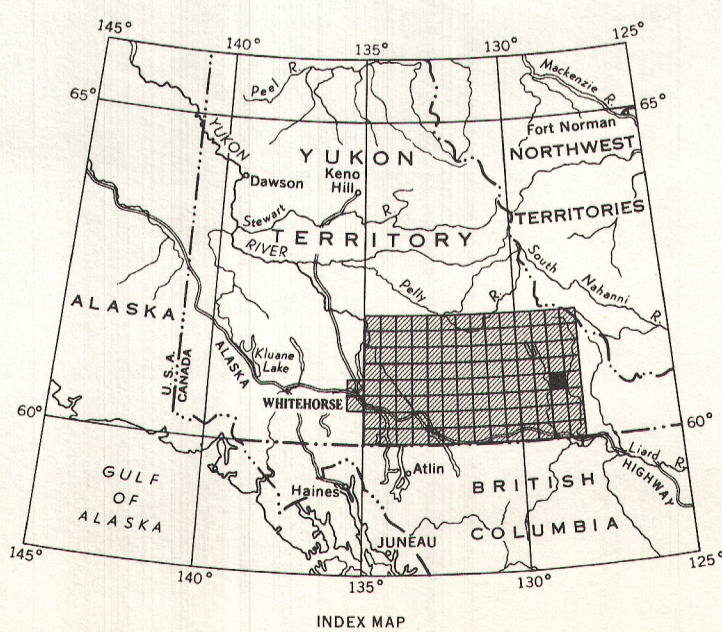 145°
140°
135°
130°
125°
Peel R.
Mackenzie R.
65°
65°
Fort Norman
YUKON
YUKON
NORTHWEST
Keno
Hill
Dawson
TERRITORIES
Stewart R.
TERRITORY
RIVER
South Nahanni R.
Pelly R.
ALASKA
ALASKA
Kluane
Lake
U.S.A.
CANADA
WHITEHORSE
60°
60°
Liard R.
HIGHWAY
Atlin
BRITISH
GULF
OF
ALASKA
Haines
COLUMBIA
JUNEAU
145°
140°
135°
130°
125°
INDEX MAP